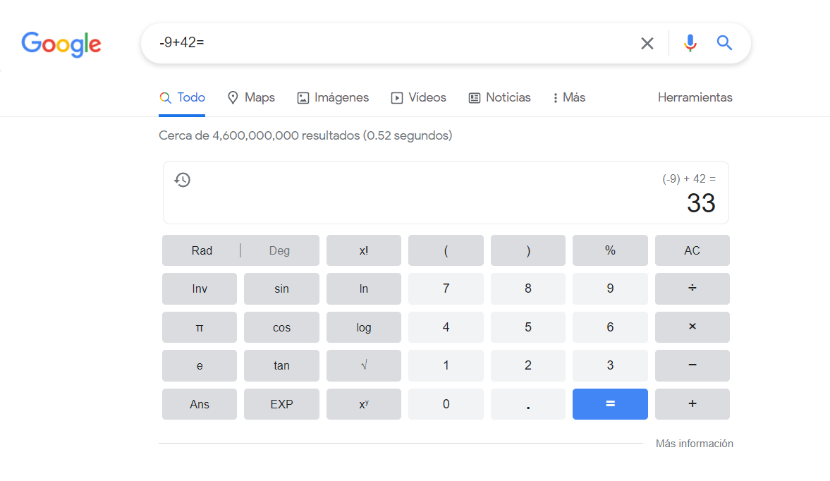 Google
-9+42=
Todo Maps Imágenes Videos Noticias Más Herramientas
Cerca de 4,600,000,000 resultados (0.52 segundos)
(-9) + 42 =
33
Rad | Deg x! ( ) % AC
Inv sin ln 7 8 9 ÷
π cos log 4 5 6 ×
e tan √ 1 2 3 −
Ans EXP xʸ 0 . = +
Más información